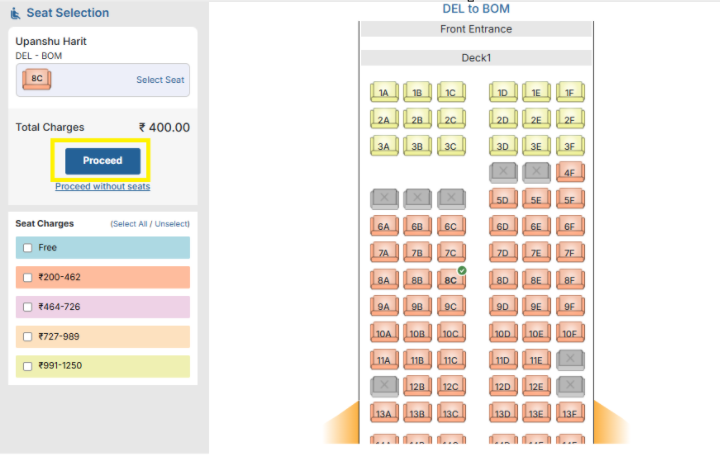 Seat Selection
Upanshu Harit
DEL - BOM
8C Select Seat
Total Charges ₹ 400.00
Proceed
Proceed without seats
Seat Charges (Select All / Unselect)
Free
₹200-462
₹464-726
₹727-989
₹991-1250
DEL to BOM
Front Entrance
Deck1
1A 1B 1C 1D 1E 1F
2A 2B 2C 2D 2E 2F
3A 3B 3C 3D 3E 3F
4F
5D 5E 5F
6A 6B 6C 6D 6E 6F
7A 7B 7C 7D 7E 7F
8A 8B 8C 8D 8E 8F
9A 9B 9C 9D 9E 9F
10A 10B 10C 10D 10E 10F
11A 11B 11C 11D 11E
12B 12C 12D 12E
13A 13B 13C 13D 13E 13F